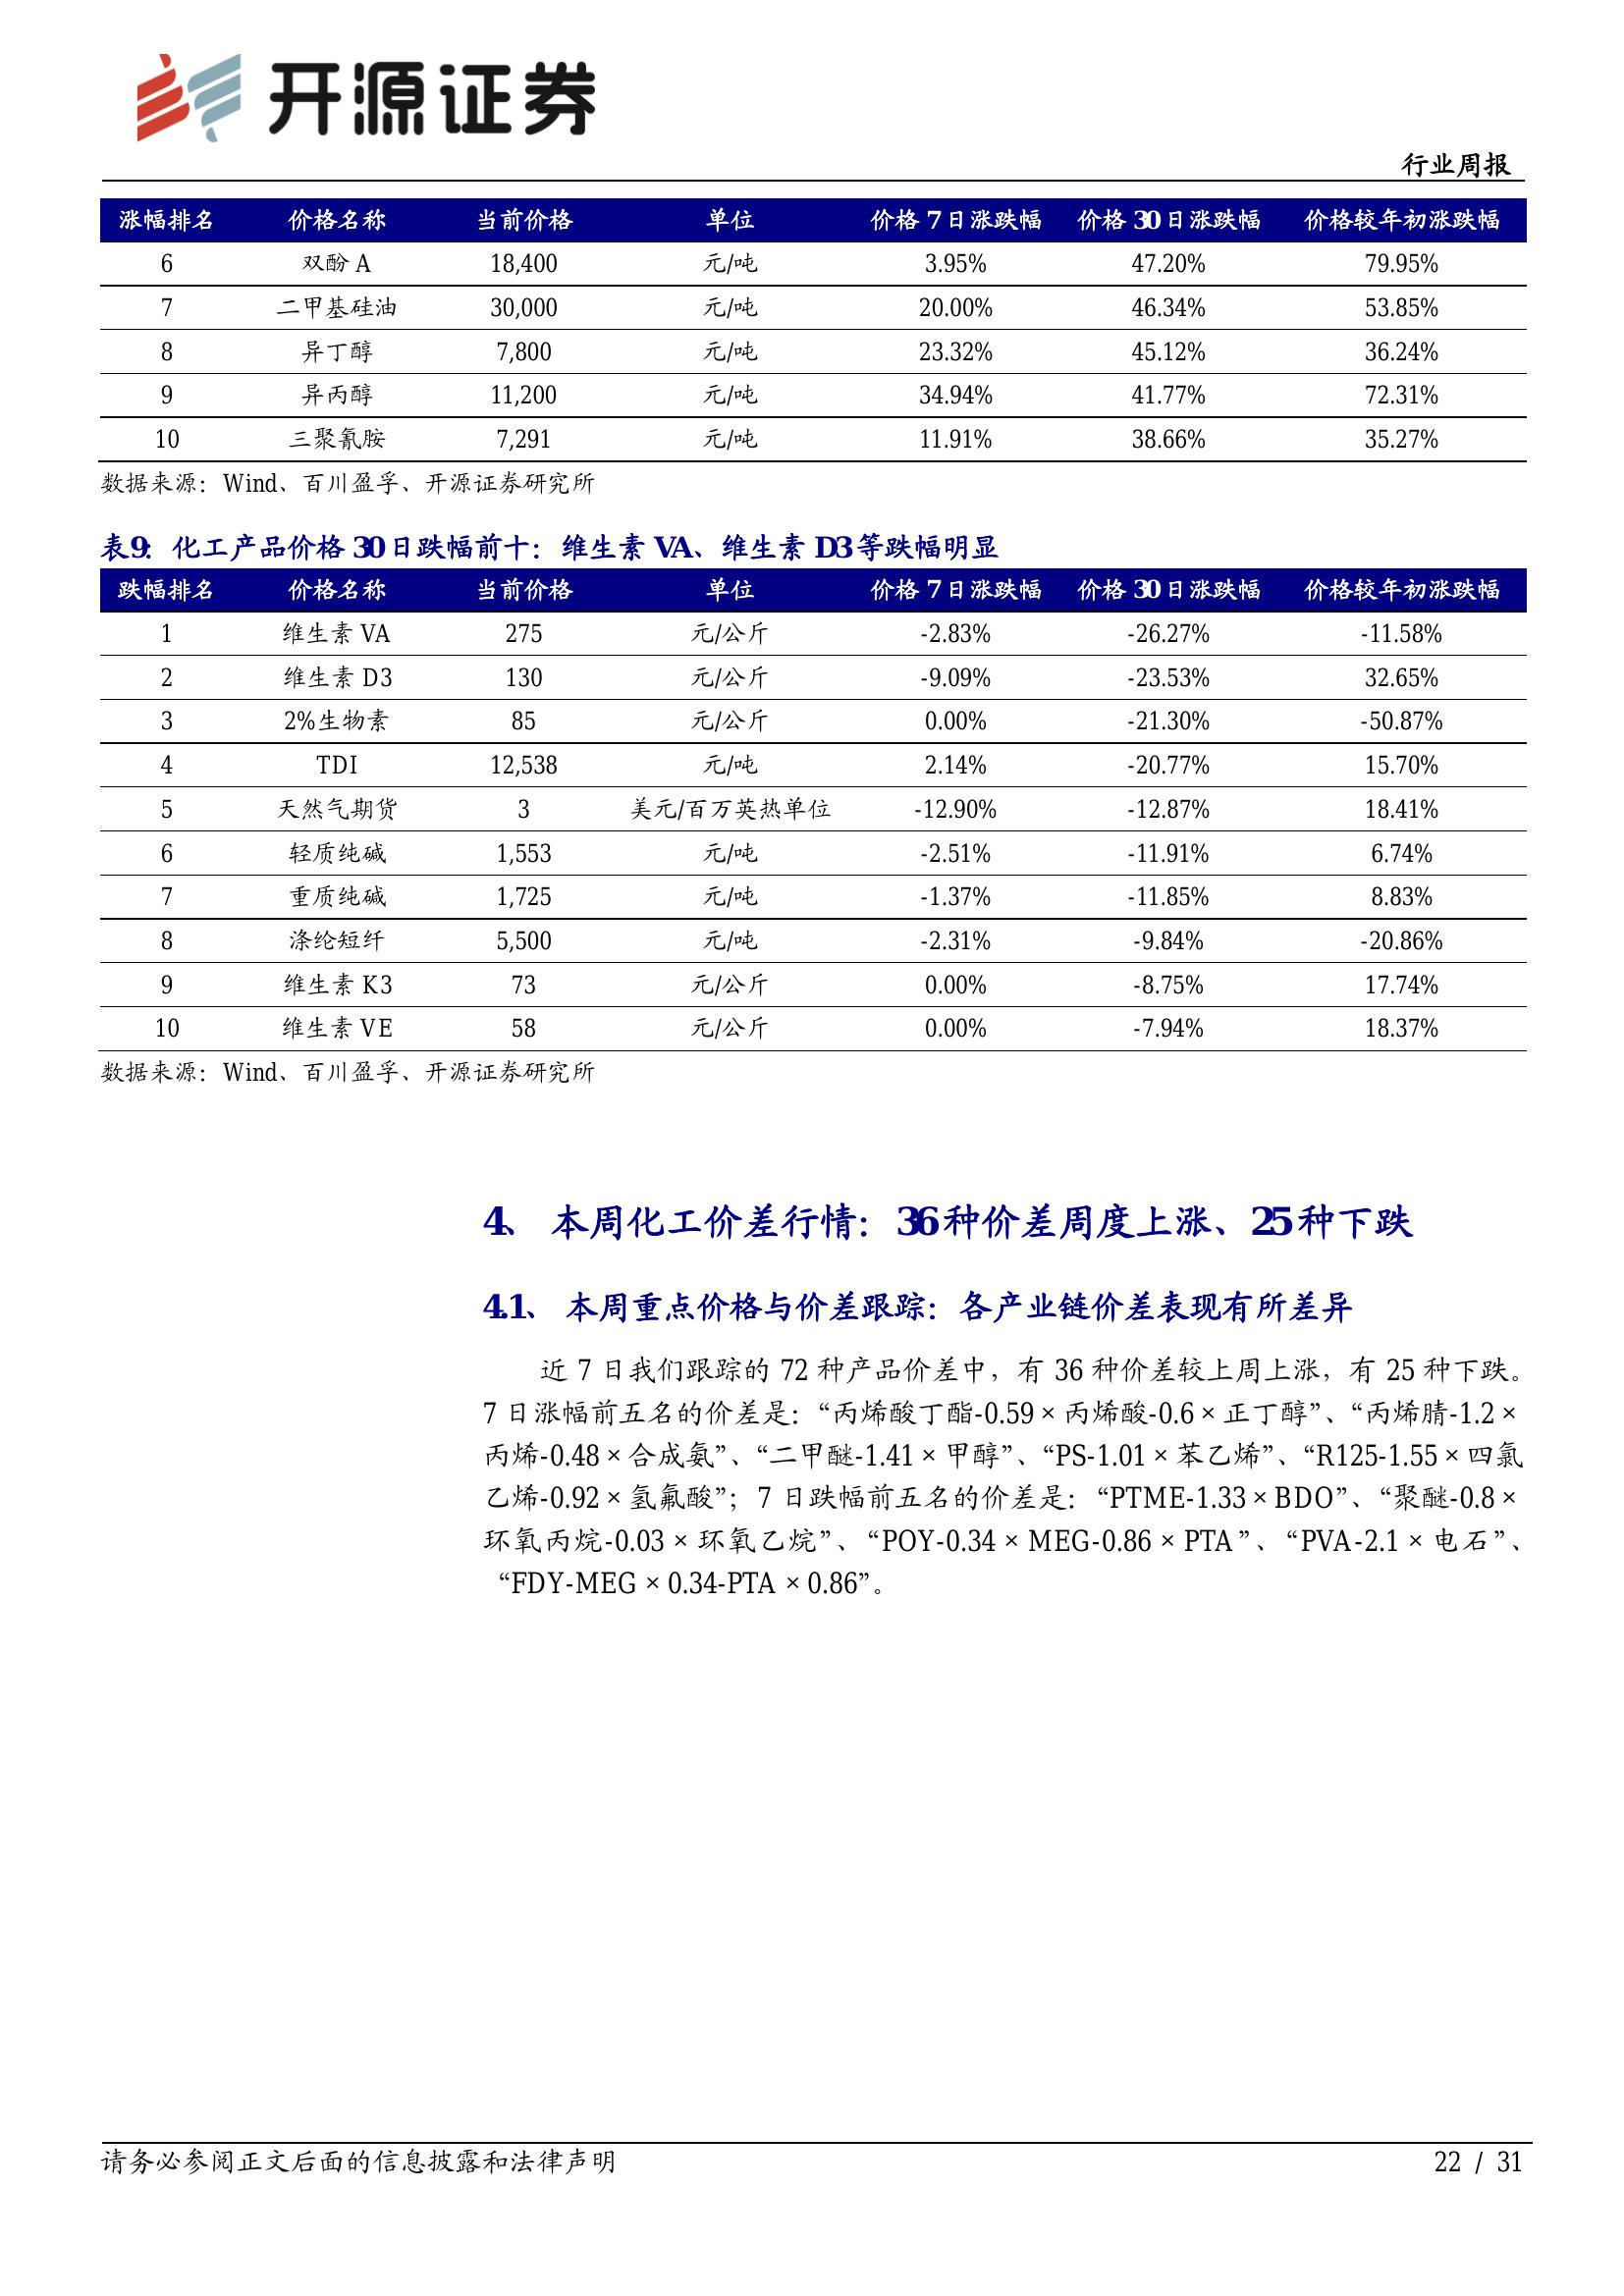 开源证券
行业周报
涨幅排名 价格名称 当前价格 单位 价格 7 日涨跌幅 价格 30 日涨跌幅 价格较年初涨跌幅
6 双酚 A 18,400 元/吨 3.95% 47.20% 79.95%
7 二甲基硅油 30,000 元/吨 20.00% 46.34% 53.85%
8 异丁醇 7,800 元/吨 23.32% 45.12% 36.24%
9 异丙醇 11,200 元/吨 34.94% 41.77% 72.31%
10 三聚氰胺 7,291 元/吨 11.91% 38.66% 35.27%
数据来源：Wind、百川盈孚、开源证券研究所
表9：化工产品价格 30 日跌幅前十：维生素 VA、维生素 D3 等跌幅明显
跌幅排名 价格名称 当前价格 单位 价格 7 日涨跌幅 价格 30 日涨跌幅 价格较年初涨跌幅
1 维生素 VA 275 元/公斤 -2.83% -26.27% -11.58%
2 维生素 D3 130 元/公斤 -9.09% -23.53% 32.65%
3 2%生物素 85 元/公斤 0.00% -21.30% -50.87%
4 TDI 12,538 元/吨 2.14% -20.77% 15.70%
5 天然气期货 3 美元/百万英热单位 -12.90% -12.87% 18.41%
6 轻质纯碱 1,553 元/吨 -2.51% -11.91% 6.74%
7 重质纯碱 1,725 元/吨 -1.37% -11.85% 8.83%
8 涤纶短纤 5,500 元/吨 -2.31% -9.84% -20.86%
9 维生素 K3 73 元/公斤 0.00% -8.75% 17.74%
10 维生素 VE 58 元/公斤 0.00% -7.94% 18.37%
数据来源：Wind、百川盈孚、开源证券研究所
4、 本周化工价差行情：36 种价差周度上涨、25 种下跌
4.1、 本周重点价格与价差跟踪：各产业链价差表现有所差异
近 7 日我们跟踪的 72 种产品价差中，有 36 种价差较上周上涨，有 25 种下跌。
7 日涨幅前五名的价差是：“丙烯酸丁酯-0.59×丙烯酸-0.6×正丁醇”、“丙烯腈-1.2×
丙烯-0.48×合成氨”、“二甲醚-1.41×甲醇”、“PS-1.01×苯乙烯”、“R125-1.55×四氯
乙烯-0.92×氢氟酸”；7 日跌幅前五名的价差是：“PTME-1.33×BDO”、“聚醚-0.8×
环氧丙烷-0.03×环氧乙烷”、“POY-0.34×MEG-0.86×PTA”、“PVA-2.1×电石”、
“FDY-MEG×0.34-PTA×0.86”。
请务必参阅正文后面的信息披露和法律声明
22 / 31